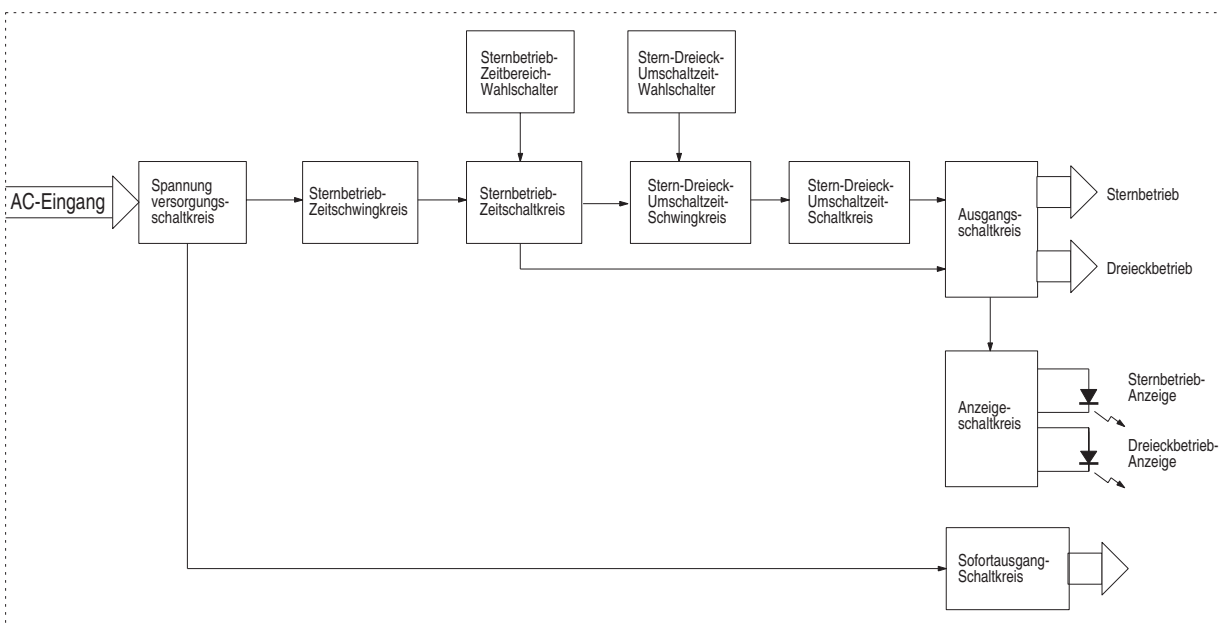 Sternbetrieb-
Zeitbereich-
Wahlschalter
Stern-Dreieck-
Umschaltzeit-
Wahlschalter
AC-Eingang
Spannung
versorgungs-
schaltkreis
Sternbetrieb-
Zeitschwingkreis
Sternbetrieb-
Zeitschaltkreis
Stern-Dreieck-
Umschaltzeit-
Schwingkreis
Stern-Dreieck-
Umschaltzeit-
Schaltkreis
Ausgangs-
schaltkreis
Sternbetrieb
Dreieckbetrieb
Anzeige-
schaltkreis
Sternbetrieb-
Anzeige
Dreieckbetrieb-
Anzeige
Sofortausgang-
Schaltkreis